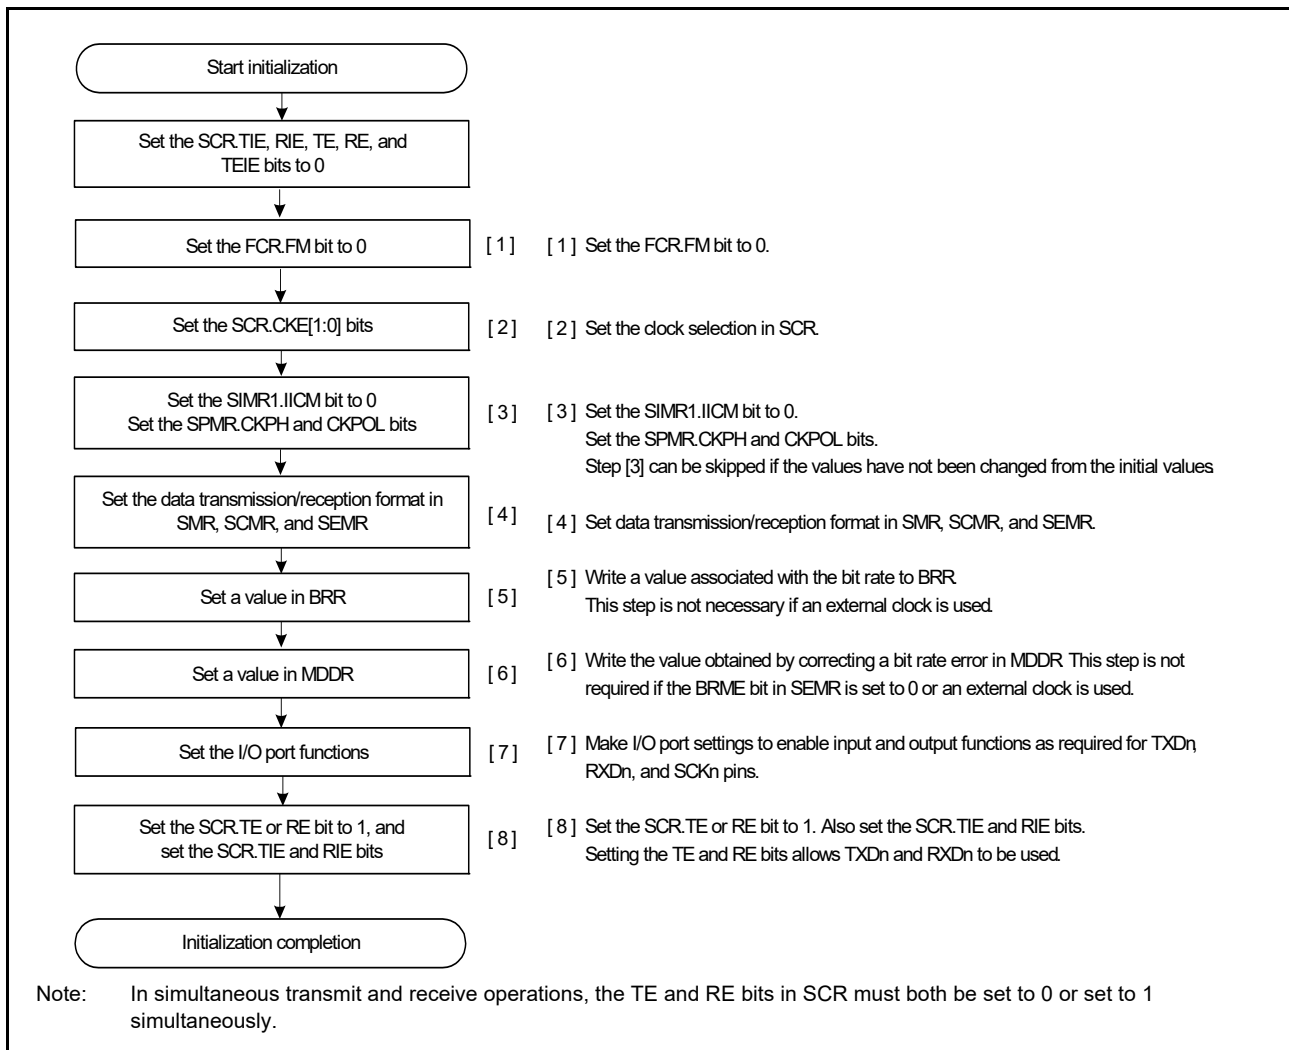 Start initialization
Set the SCR.TIE, RIE, TE, RE, and
TEIE bits to 0
Set the FCR.FM bit to 0
[1]
[1] Set the FCR.FM bit to 0.
Set the SCR.CKE[1:0] bits
[2]
[2] Set the clock selection in SCR.
Set the SIMR1.IICM bit to 0
Set the SPMR.CKPH and CKPOL bits
[3]
[3] Set the SIMR1.IICM bit to 0.
Set the SPMR.CKPH and CKPOL bits.
Step [3] can be skipped if the values have not been changed from the initial values.
Set the data transmission/reception format in
SMR, SCMR, and SEMR
[4]
[4] Set data transmission/reception format in SMR, SCMR, and SEMR.
Set a value in BRR
[5]
[5] Write a value associated with the bit rate to BRR.
This step is not necessary if an external clock is used.
Set a value in MDDR
[6]
[6] Write the value obtained by correcting a bit rate error in MDDR. This step is not
required if the BRME bit in SEMR is set to 0 or an external clock is used.
Set the I/O port functions
[7]
[7] Make I/O port settings to enable input and output functions as required for TXDn,
RXDn, and SCKn pins.
Set the SCR.TE or RE bit to 1, and
set the SCR.TIE and RIE bits
[8]
[8] Set the SCR.TE or RE bit to 1. Also set the SCR.TIE and RIE bits.
Setting the TE and RE bits allows TXDn and RXDn to be used.
Initialization completion
Note: In simultaneous transmit and receive operations, the TE and RE bits in SCR must both be set to 0 or set to 1
simultaneously.